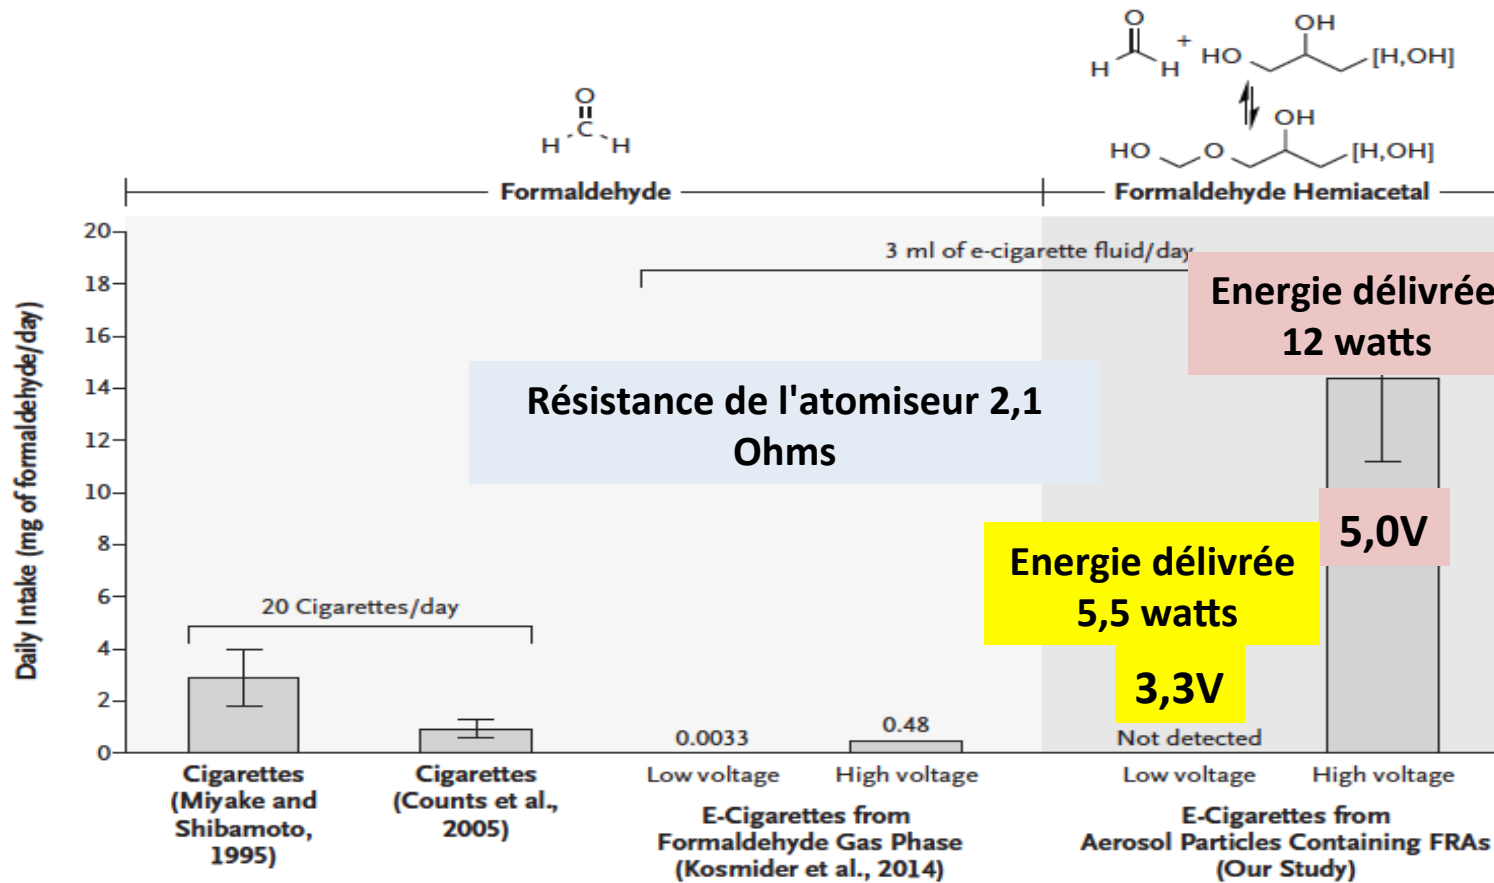 O
H H
+
OH
HO [H,OH]
O
C
H H
OH
HO O [H,OH]
Formaldehyde
Formaldehyde Hemiacetal
Daily Intake (mg of formaldehyde/day)
20
18
16
14
12
10
8
6
4
2
0
3 ml of e-cigarette fluid/day
Energie délivrée
12 watts
Résistance de l'atomiseur 2,1
Ohms
5,0V
Energie délivrée
5,5 watts
3,3V
20 Cigarettes/day
0.0033
0.48
Not detected
Cigarettes
(Miyake and
Shibamoto,
1995)
Cigarettes
(Counts et al.,
2005)
Low voltage
High voltage
E-Cigarettes from
Formaldehyde Gas Phase
(Kosmider et al., 2014)
Low voltage
High voltage
E-Cigarettes from
Aerosol Particles Containing FRAs
(Our Study)